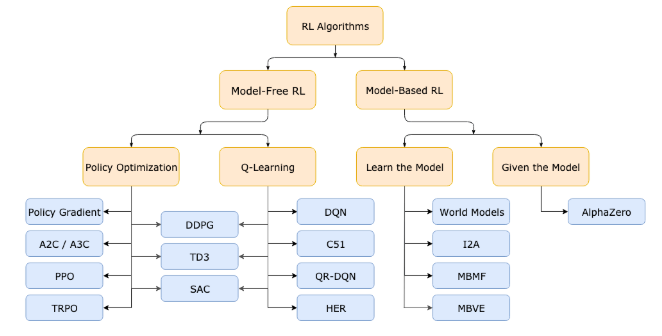 RL Algorithms
Model-Free RL
Model-Based RL
Policy Optimization
Q-Learning
Learn the Model
Given the Model
Policy Gradient
DDPG
DQN
World Models
AlphaZero
A2C / A3C
TD3
C51
I2A
PPO
SAC
QR-DQN
MBMF
TRPO
HER
MBVE